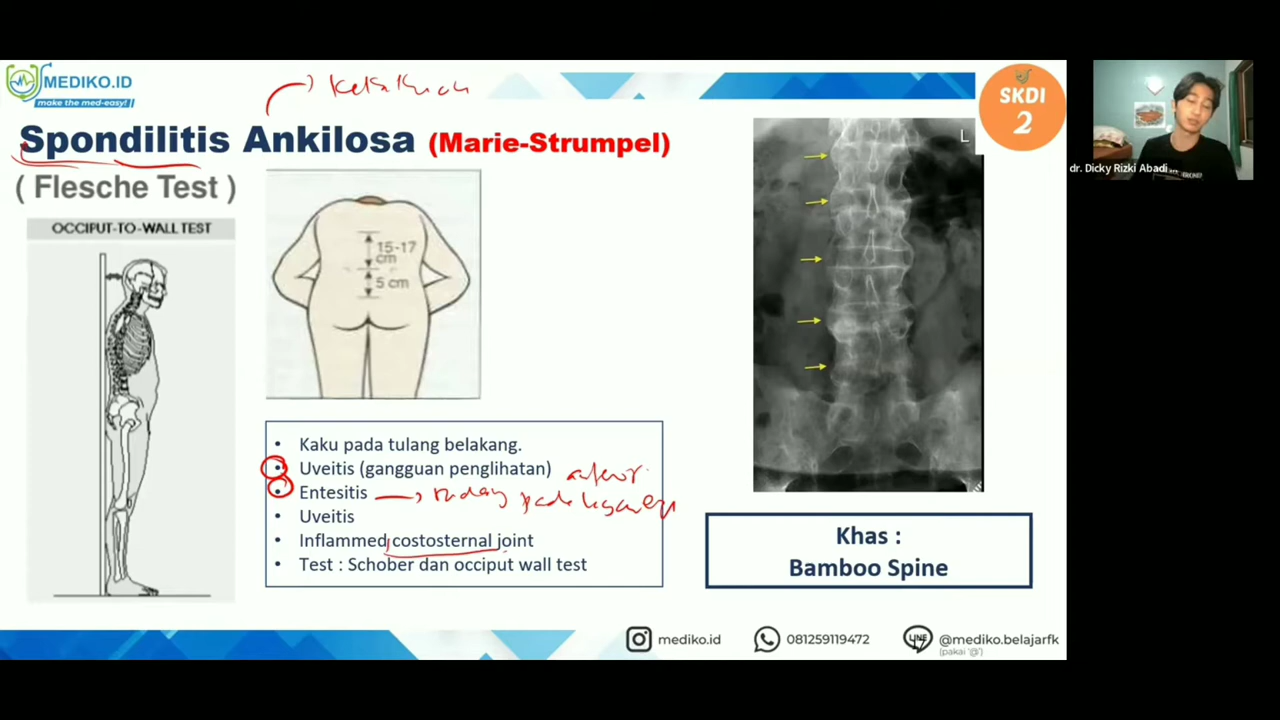 MEDIKO.ID
make the med-easy!
Spondilitis Ankilosa (Marie-Strumpel)
( Flesche Test )
OCCIPUT-TO-WALL TEST
15-17
cm
5 cm
• Kaku pada tulang belakang.
• Uveitis (gangguan penglihatan)
• Entesitis
• Uveitis
• Inflammed costosternal joint
• Test : Schober dan occiput wall test
L
SKDI
2
Khas :
Bamboo Spine
dr. Dicky Rizki Abadi...
mediko.id
081259119472
LINE
@mediko.belajarfk
(pakai '@')